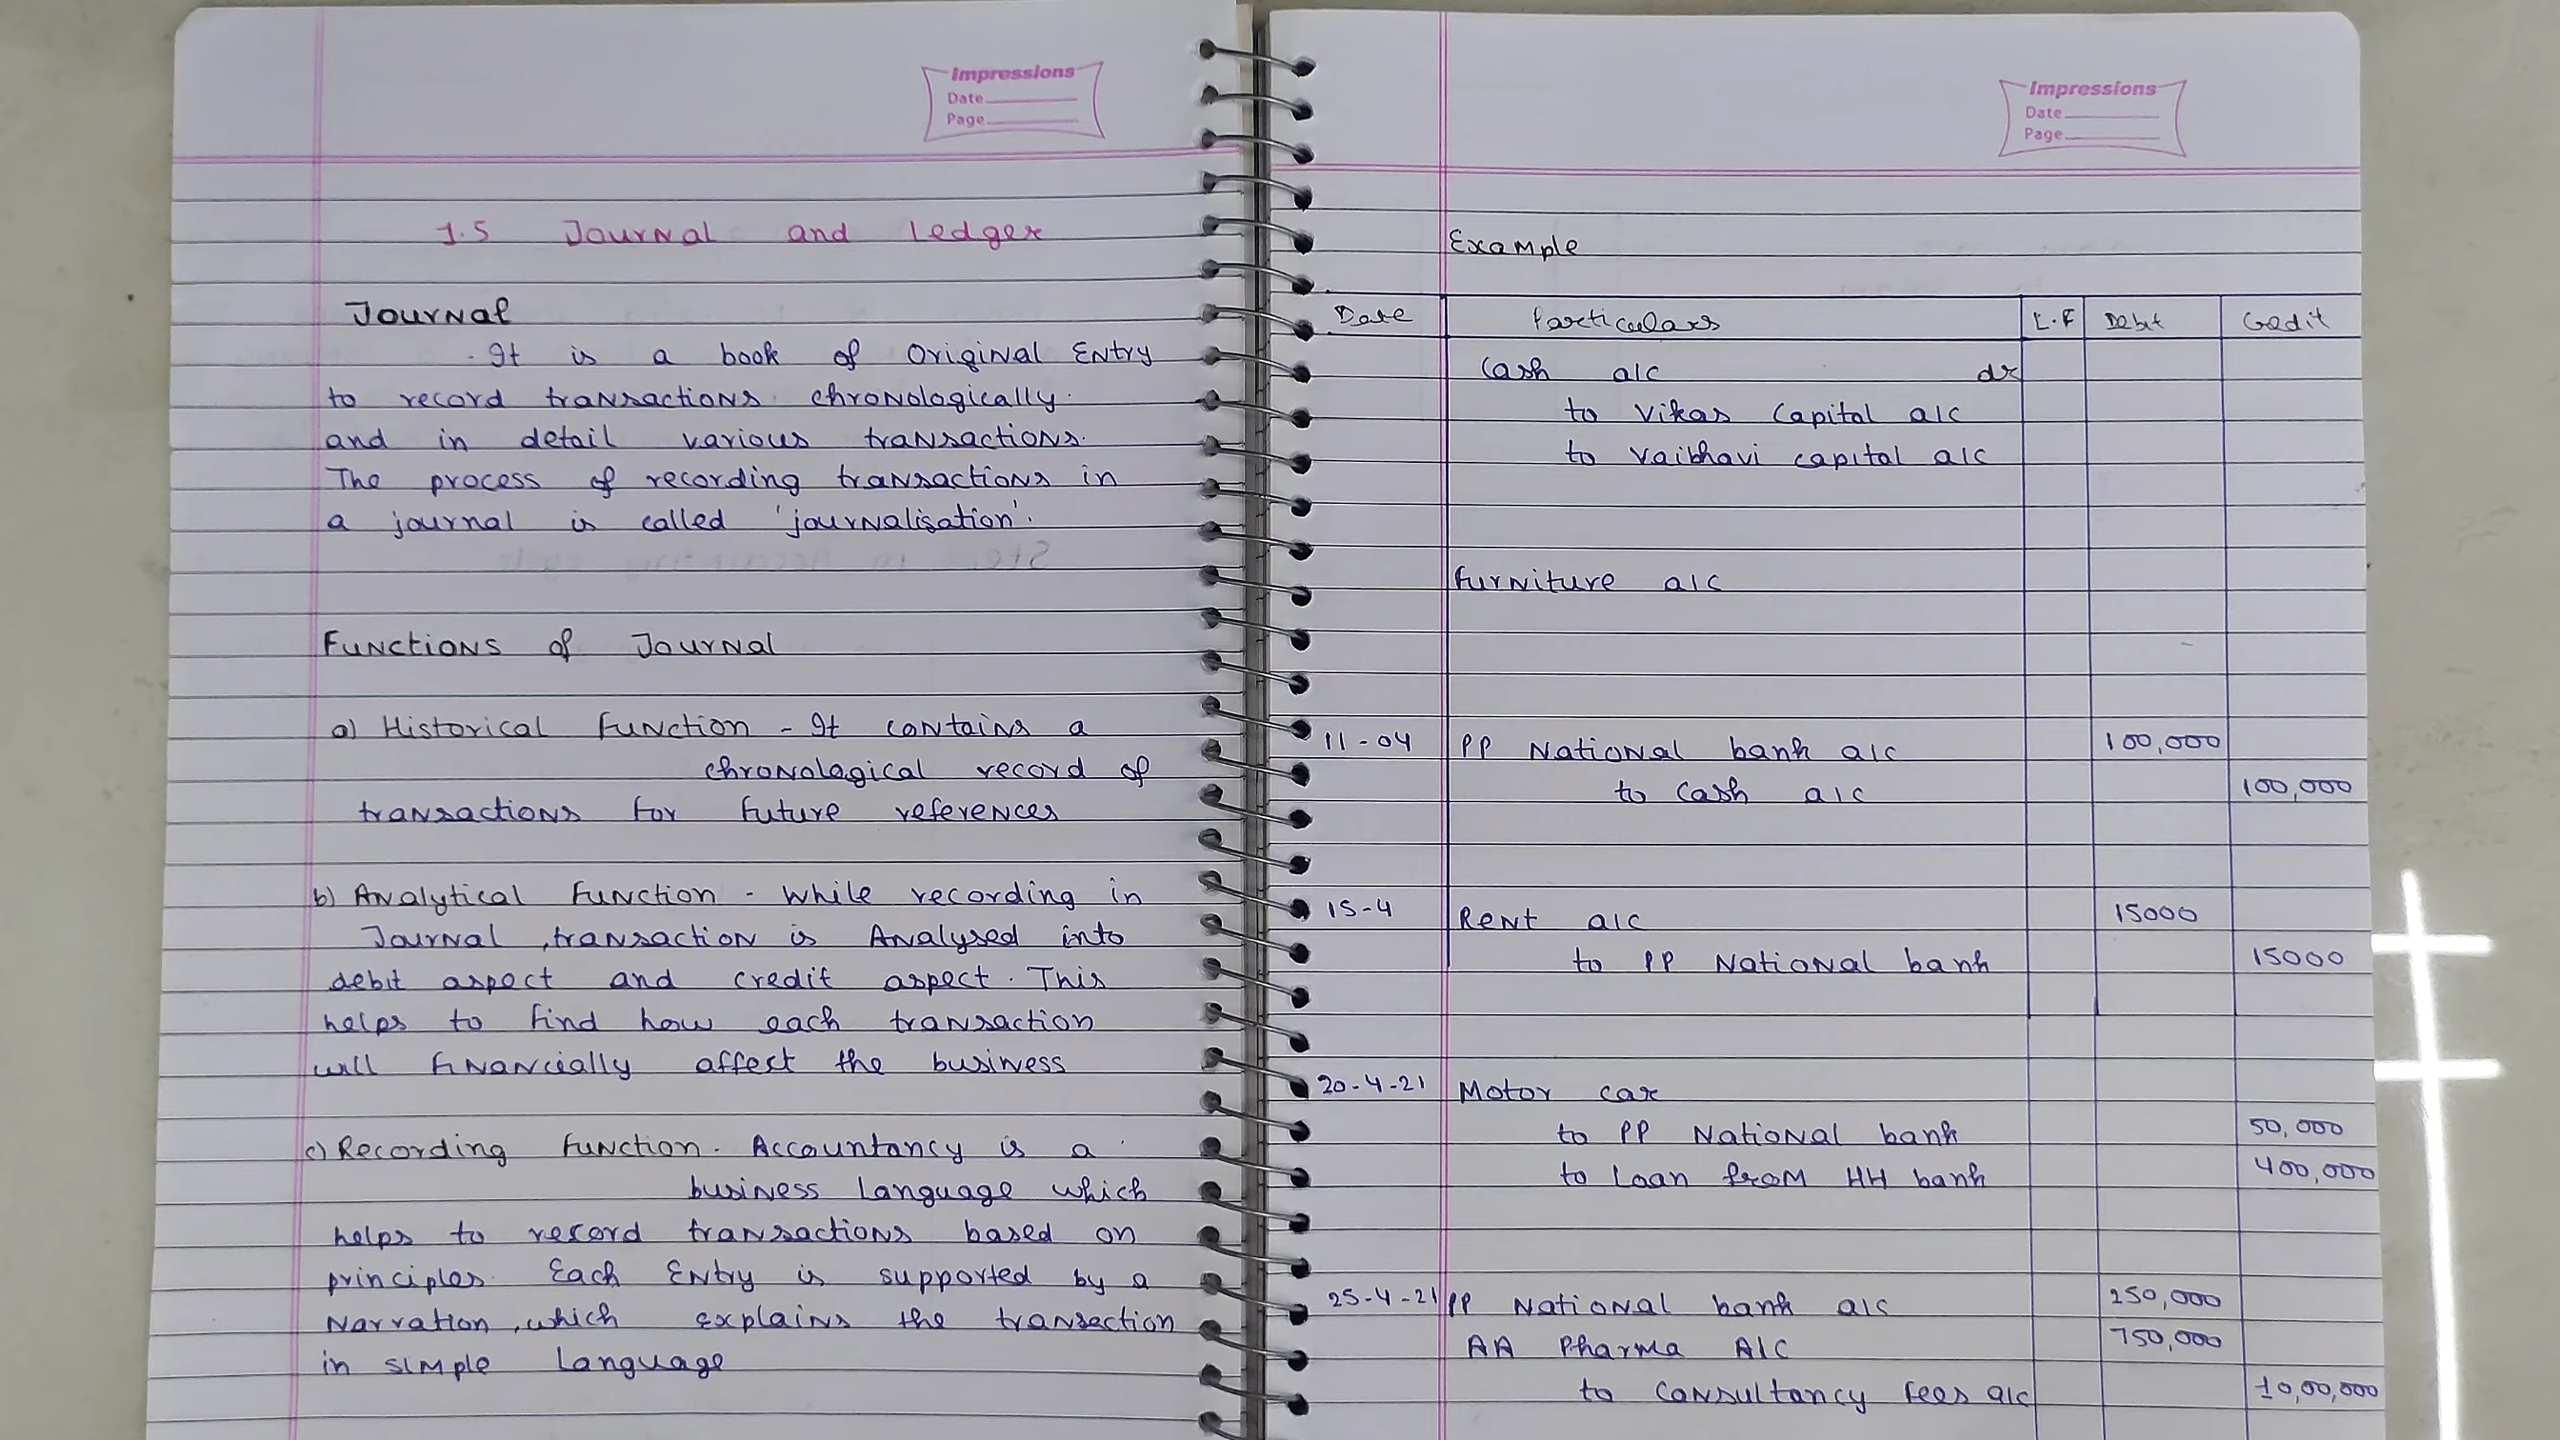 Impressions
Date
Page
1.5 Journal and Ledger
Journal
It is a book of Original Entry
to record transactions chronologically.
and in detail various transactions.
The process of recording transactions in
a journal is called 'journalisation'.
Functions of Journal
a) Historical Function - It contains a
chronological record of
transactions for future references
b) Analytical Function - While recording in
Journal, transaction is Analysed into
debit aspect and credit aspect. This
helps to find how each transaction
will financially affect the business
c) Recording Function. Accountancy is a
business language which
helps to record transactions based on
principles. Each Entry is supported by a
Narration, which explains the transaction
in simple language
Impressions
Date
Page
Example
Date Particulars L.F Debit Credit
Cash a/c dr
to Vikas Capital a/c
to Vaibhavi capital a/c
Furniture a/c
11-04 PP National bank a/c 100,000
to Cash a/c 100,000
15-4 Rent a/c 15000
to PP National bank 15000
20-4-21 Motor car
to PP National bank 50,000
to Loan from HH bank 400,000
25-4-21 PP National bank a/c 250,000
AA Pharma A/C 750,000
to Consultancy Fees a/c 10,00,000